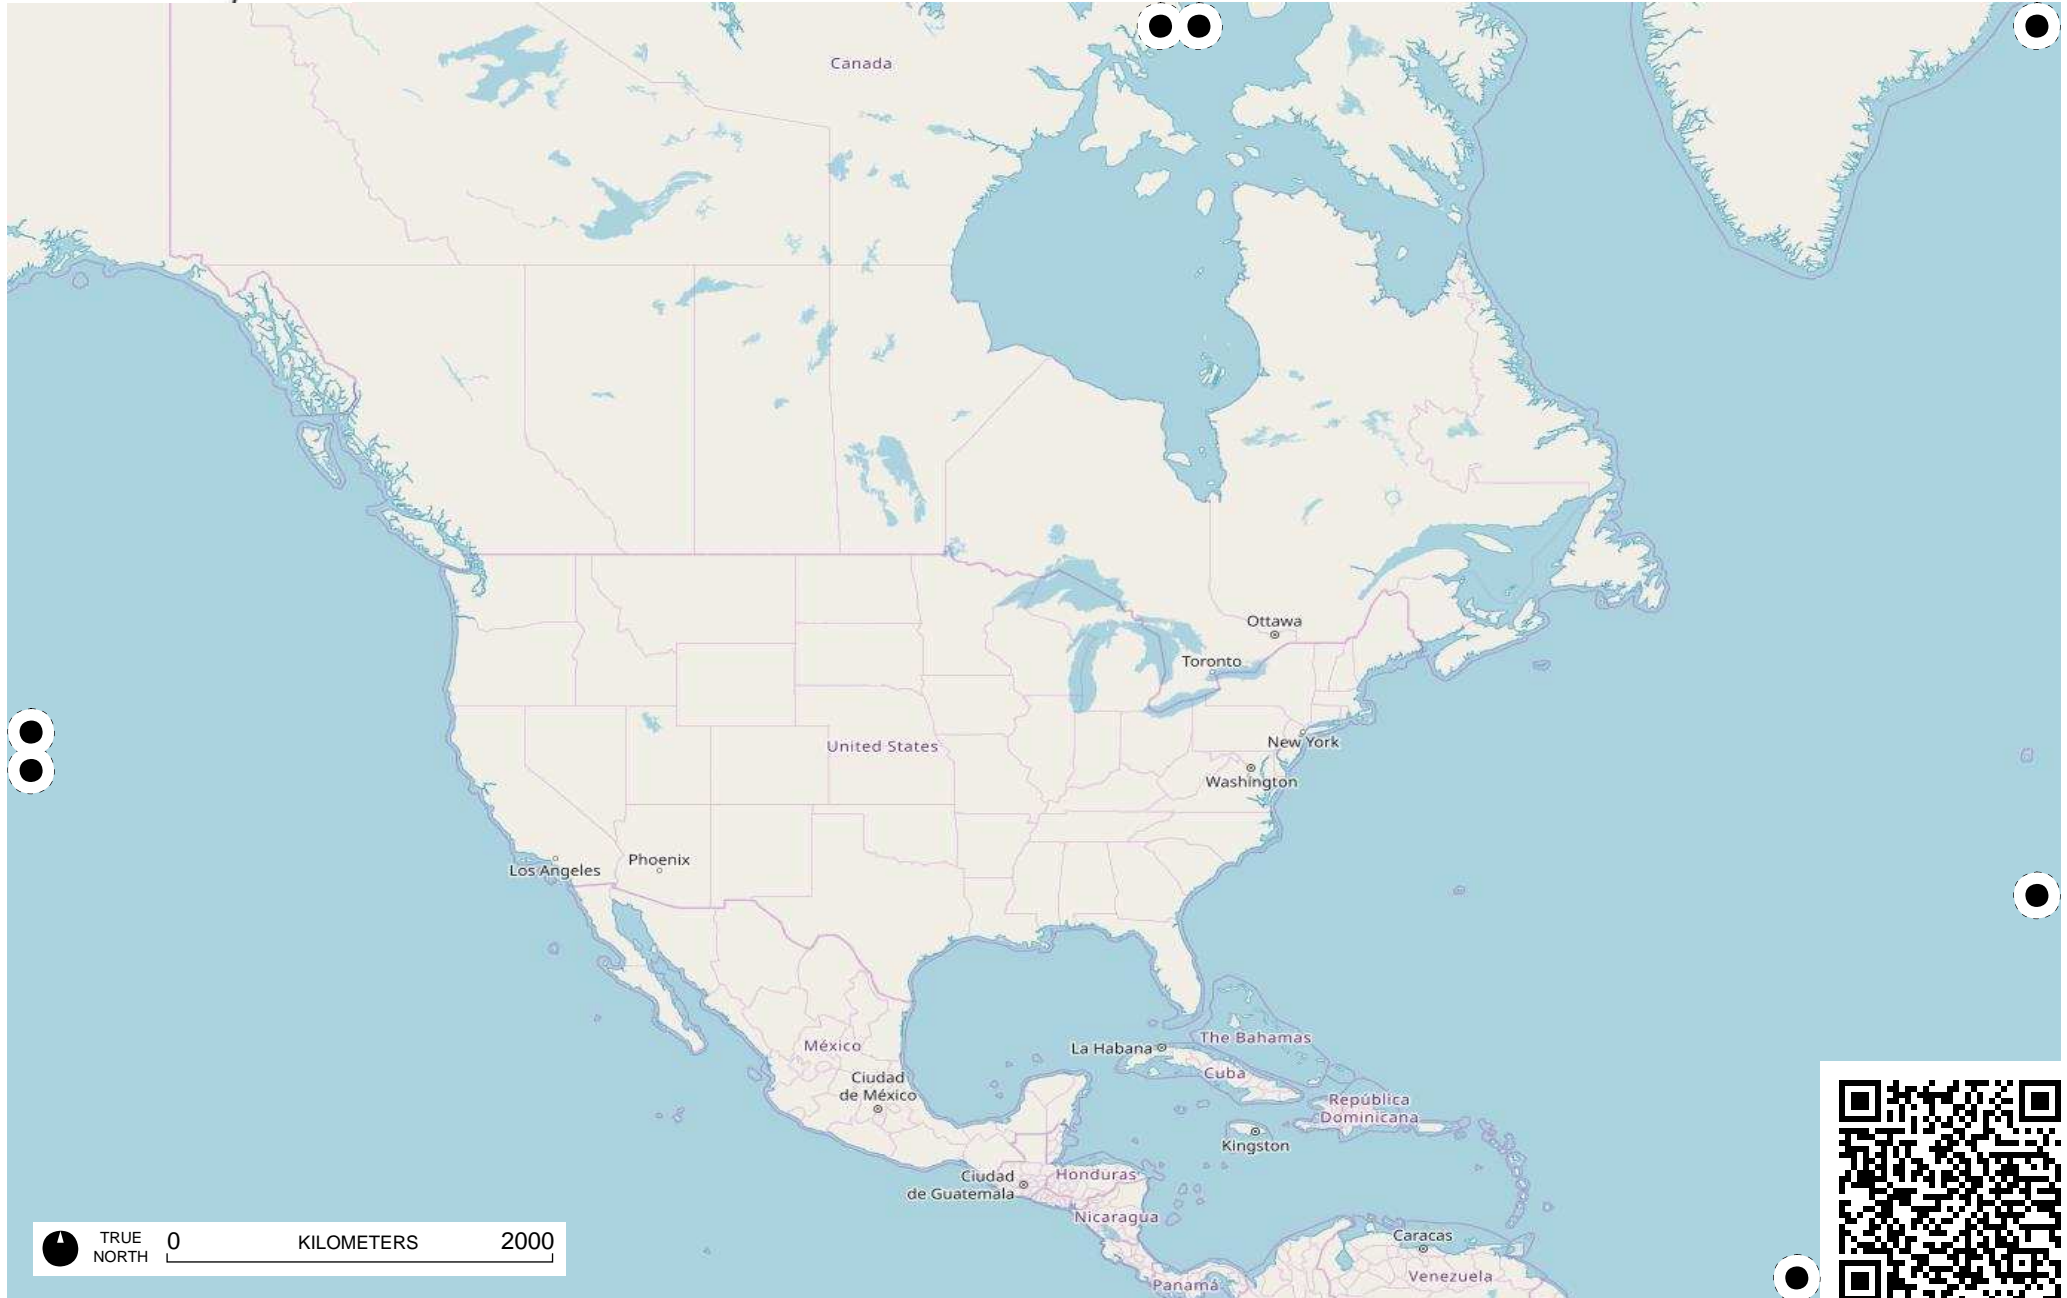 Canada
Ottawa
Toronto
United States
New York
Washington
Los Angeles
Phoenix
La Habana
The Bahamas
México
Cuba
Ciudad
de México
República
Dominicana
Kingston
Ciudad
de Guatemala
Honduras
Nicaragua
Caracas
Panamá
Venezuela
TRUE
NORTH
0 KILOMETERS 2000